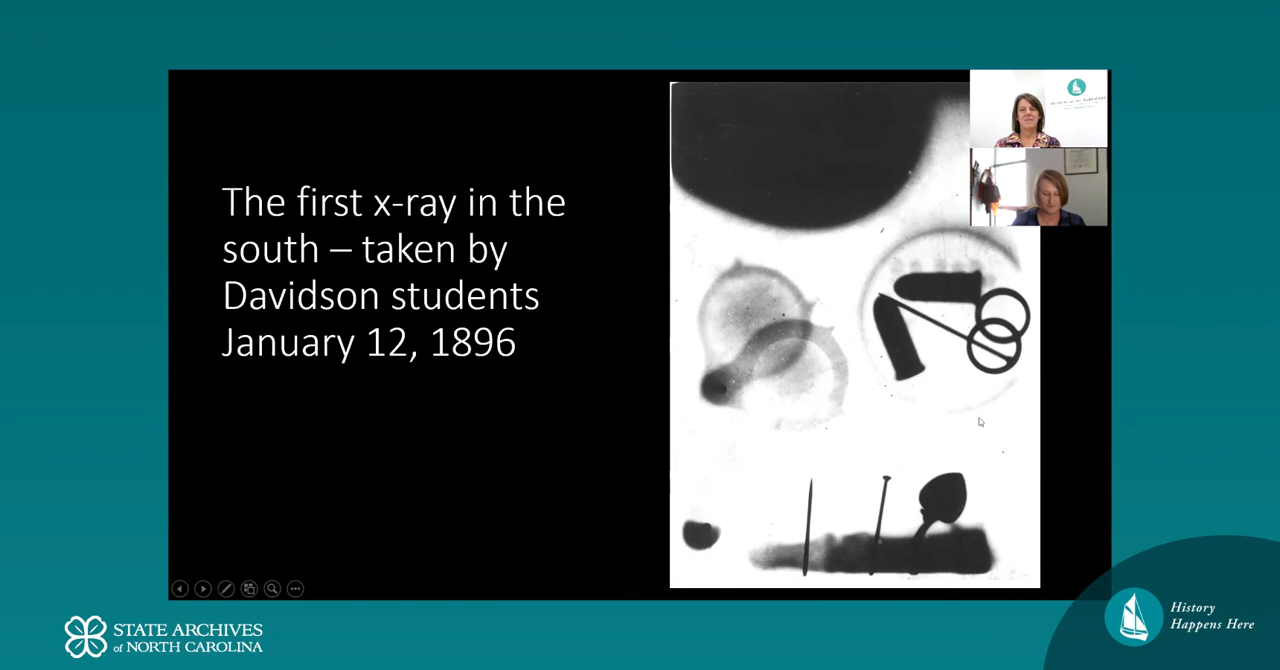 The first x-ray in the
south – taken by
Davidson students
January 12, 1896
STATE ARCHIVES
of NORTH CAROLINA
History
Happens Here